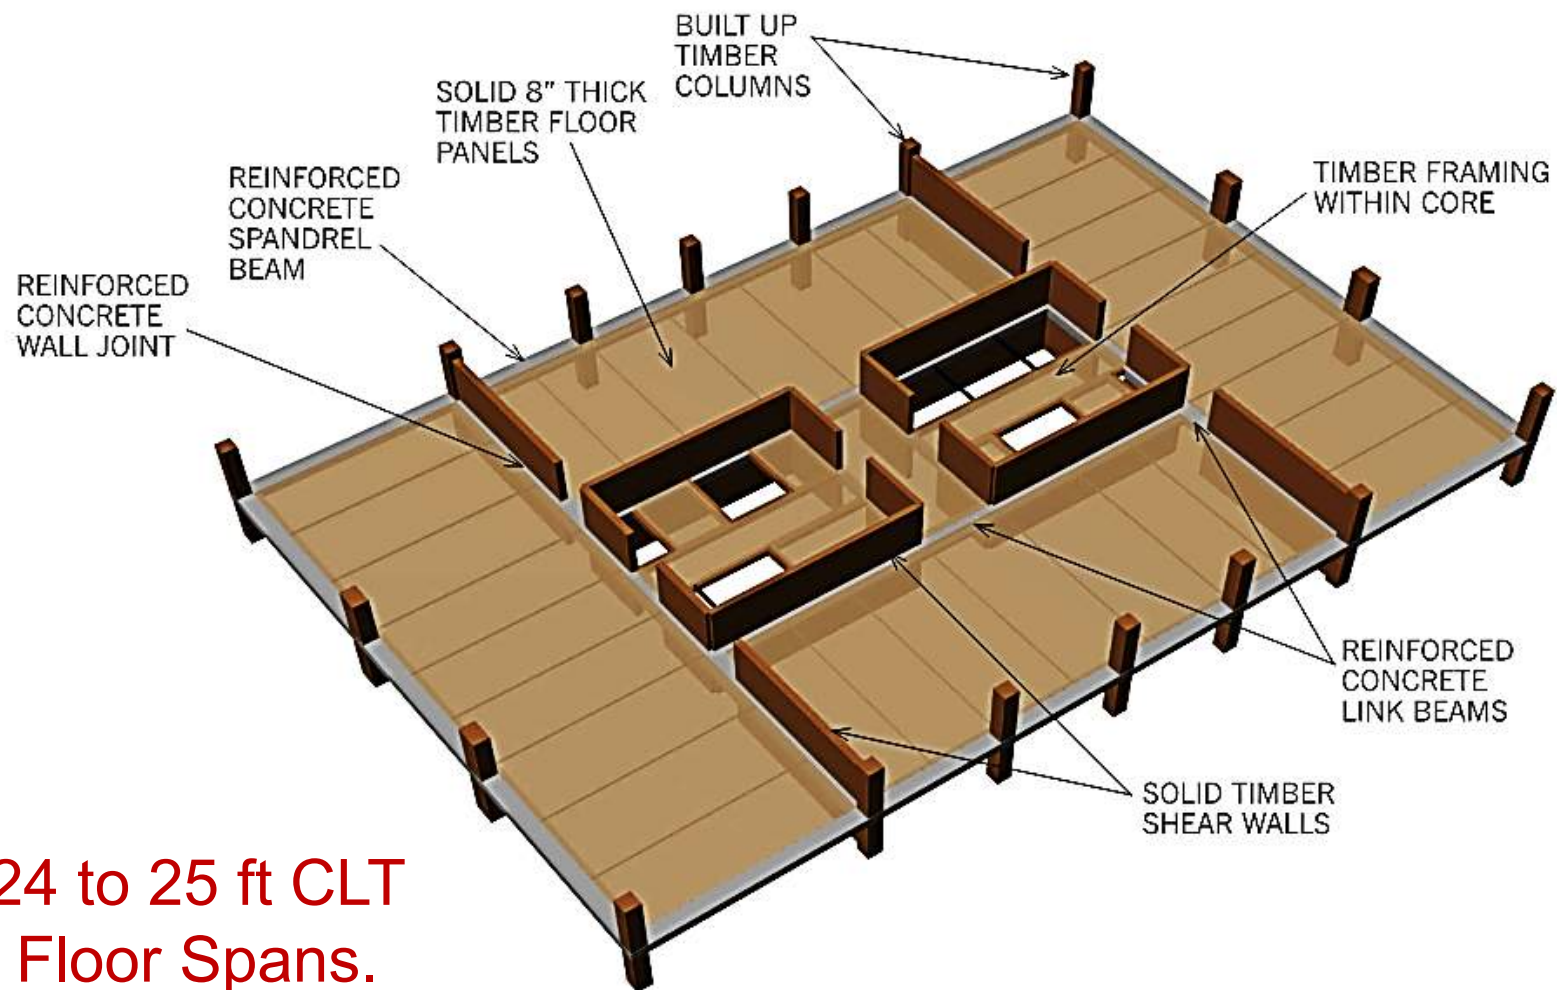 BUILT UP
TIMBER
COLUMNS
SOLID 8" THICK
TIMBER FLOOR
PANELS
REINFORCED
CONCRETE
SPANDREL
BEAM
TIMBER FRAMING
WITHIN CORE
REINFORCED
CONCRETE
WALL JOINT
REINFORCED
CONCRETE
LINK BEAMS
SOLID TIMBER
SHEAR WALLS
24 to 25 ft CLT
Floor Spans.